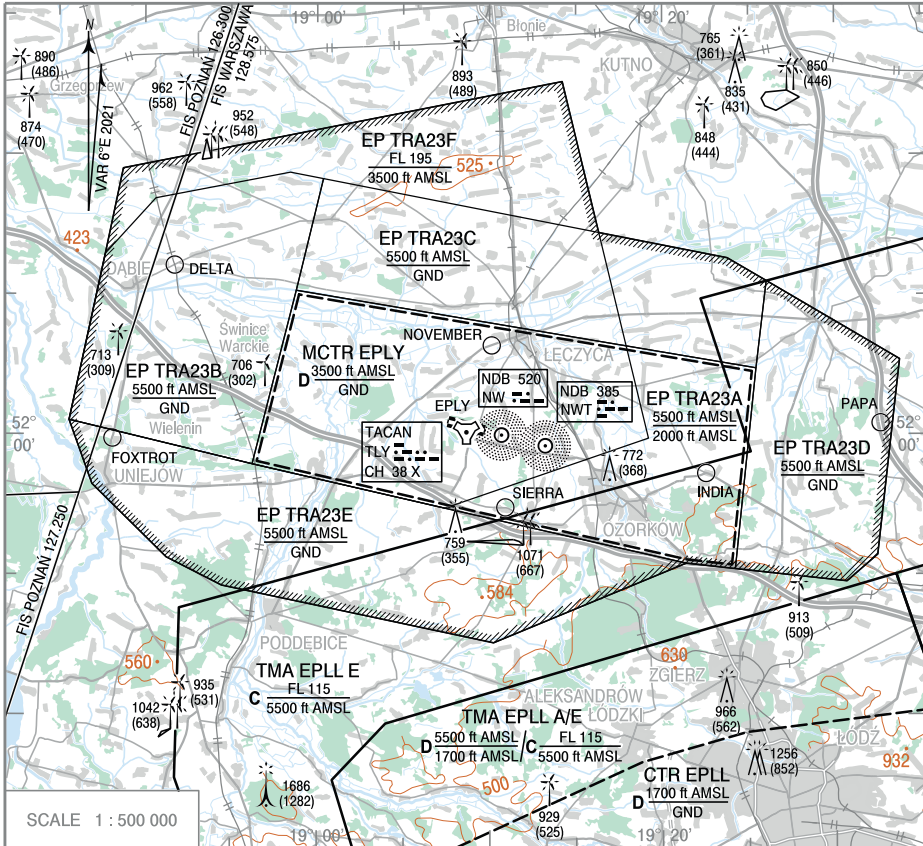 19° 00'
19° 20'
Błonie
KUTNO
765
(361)
835
(431)
850
(446)
848
(444)
890
(486)
Grzegorzew
874
(470)
N
VAR 6°E 2021
962
(558)
952
(548)
FIS POZNAŃ 126.300
FIS WARSZAWA
128.575
893
(489)
EP TRA23F
FL 195
3500 ft AMSL
525
423
DĄBIE
DELTA
EP TRA23C
5500 ft AMSL
GND
NOVEMBER
ŁĘCZYCA
Świnice
Warckie
713
(309)
706
(302)
EP TRA23B
5500 ft AMSL
GND
Wielenin
MCTR EPLY
D
3500 ft AMSL
GND
NDB 520
NW
NDB 385
NWT
EPLY
TACAN
TLY
CH 38 X
EP TRA23A
5500 ft AMSL
2000 ft AMSL
PAPA
52°
00'
52°
00'
EP TRA23D
5500 ft AMSL
GND
FOXTROT
UNIEJÓW
772
(368)
INDIA
SIERRA
OZORKÓW
EP TRA23E
5500 ft AMSL
GND
759
(355)
1071
(667)
FIS POZNAŃ 127.250
584
913
(509)
PODDĘBICE
560
935
(531)
1042
(638)
TMA EPLL E
C
FL 115
5500 ft AMSL
630
ZGIERZ
ALEKSANDRÓW
ŁÓDZKI
966
(562)
TMA EPLL A/E
D
5500 ft AMSL
1700 ft AMSL
/
C
FL 115
5500 ft AMSL
ŁÓDŹ
1256
(852)
932
CTR EPLL
D
1700 ft AMSL
GND
1686
(1282)
500
929
(525)
SCALE 1 : 500 000
19° 00'
19° 20'